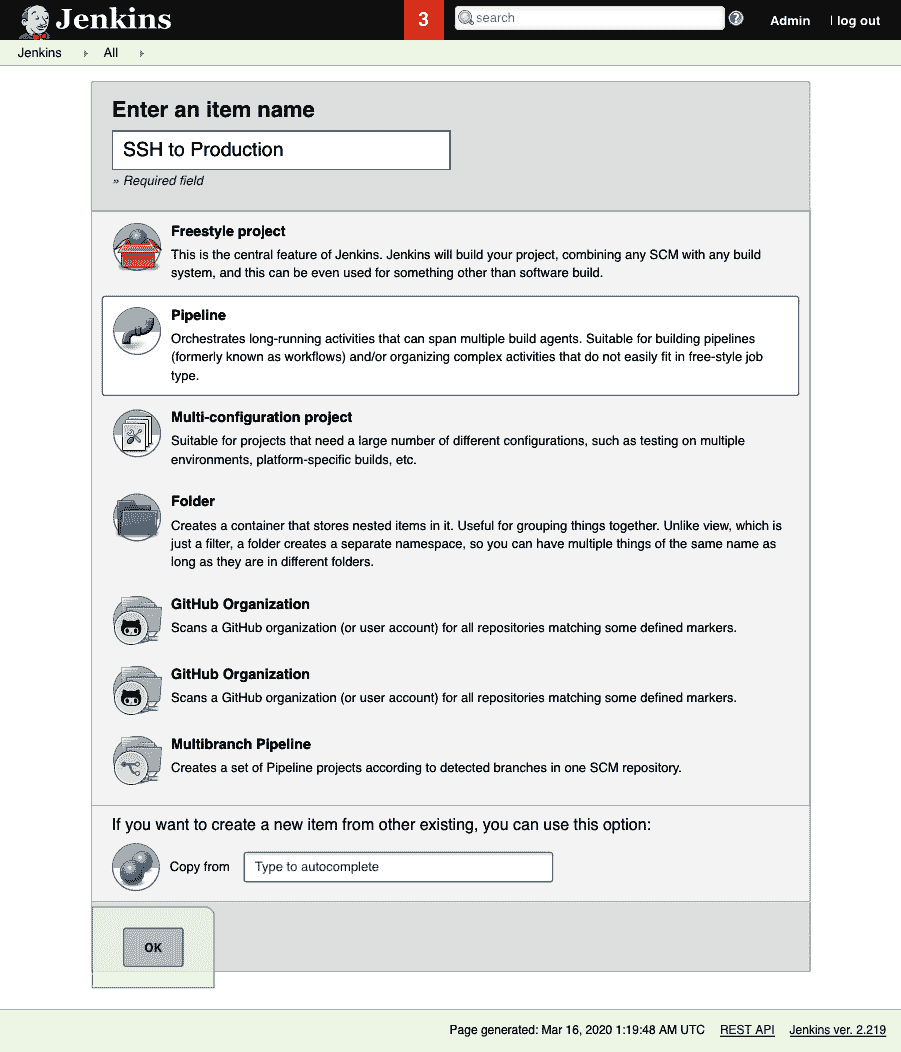 Jenkins
3
search
?
Admin
| log out
Jenkins
All
Enter an item name
SSH to Production
» Required field
Freestyle project
This is the central feature of Jenkins. Jenkins will build your project, combining any SCM with any build
system, and this can be even used for something other than software build.
Pipeline
Orchestrates long-running activities that can span multiple build agents. Suitable for building pipelines
(formerly known as workflows) and/or organizing complex activities that do not easily fit in free-style job
type.
Multi-configuration project
Suitable for projects that need a large number of different configurations, such as testing on multiple
environments, platform-specific builds, etc.
Folder
Creates a container that stores nested items in it. Useful for grouping things together. Unlike view, which is
just a filter, a folder creates a separate namespace, so you can have multiple things of the same name as
long as they are in different folders.
GitHub Organization
Scans a GitHub organization (or user account) for all repositories matching some defined markers.
GitHub Organization
Scans a GitHub organization (or user account) for all repositories matching some defined markers.
Multibranch Pipeline
Creates a set of Pipeline projects according to detected branches in one SCM repository.
If you want to create a new item from other existing, you can use this option:
Copy from
Type to autocomplete
OK
Page generated: Mar 16, 2020 1:19:48 AM UTC
REST API
Jenkins ver. 2.219